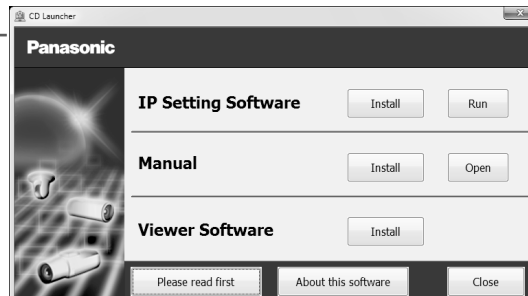 CD Launcher
Panasonic
IP Setting Software Install Run
Manual Install Open
Viewer Software Install
Please read first About this software Close